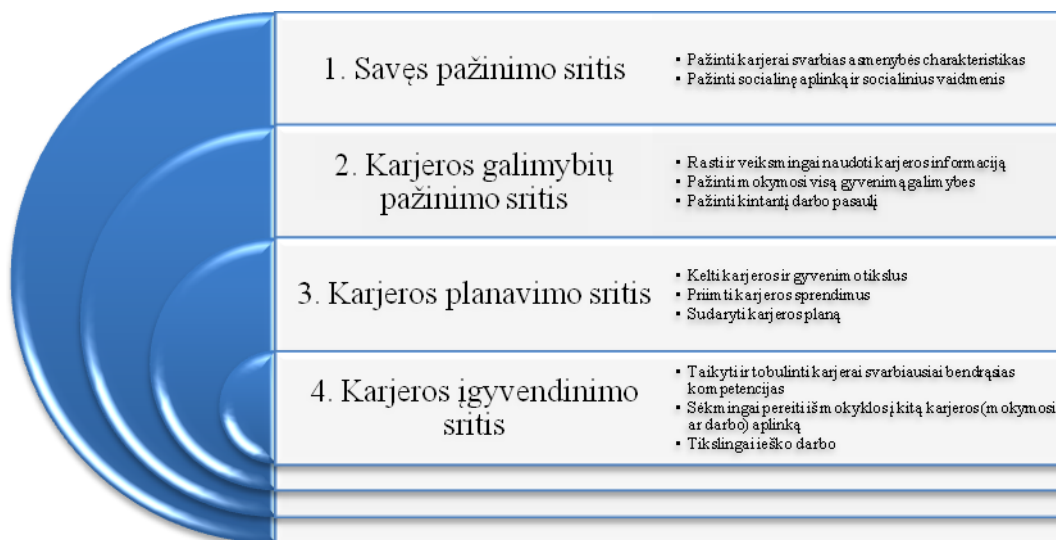 1. Savęs pažinimo sritis
• Pažinti karjerai svarbias asmenybės charakteristikas
• Pažinti socialinę aplinką ir socialinius vaidmenis
2. Karjeros galimybių
pažinimo sritis
• Rasti ir veiksmingai naudoti karjeros informaciją
• Pažinti mokymosi visą gyvenimą galimybes
• Pažinti kintantį darbo pasaulį
3. Karjeros planavimo sritis
• Kelti karjeros ir gyvenimo tikslus
• Priimti karjeros sprendimus
• Sudaryti karjeros planą
4. Karjeros įgyvendinimo
sritis
• Taikyti ir tobulinti karjerai svarbiausiai bendrąsias
kompetencijas
• Sėkmingai pereiti iš mokyklos į kitą karjeros (mokymosi
ar darbo) aplinką
• Tikslingai ieško darbo